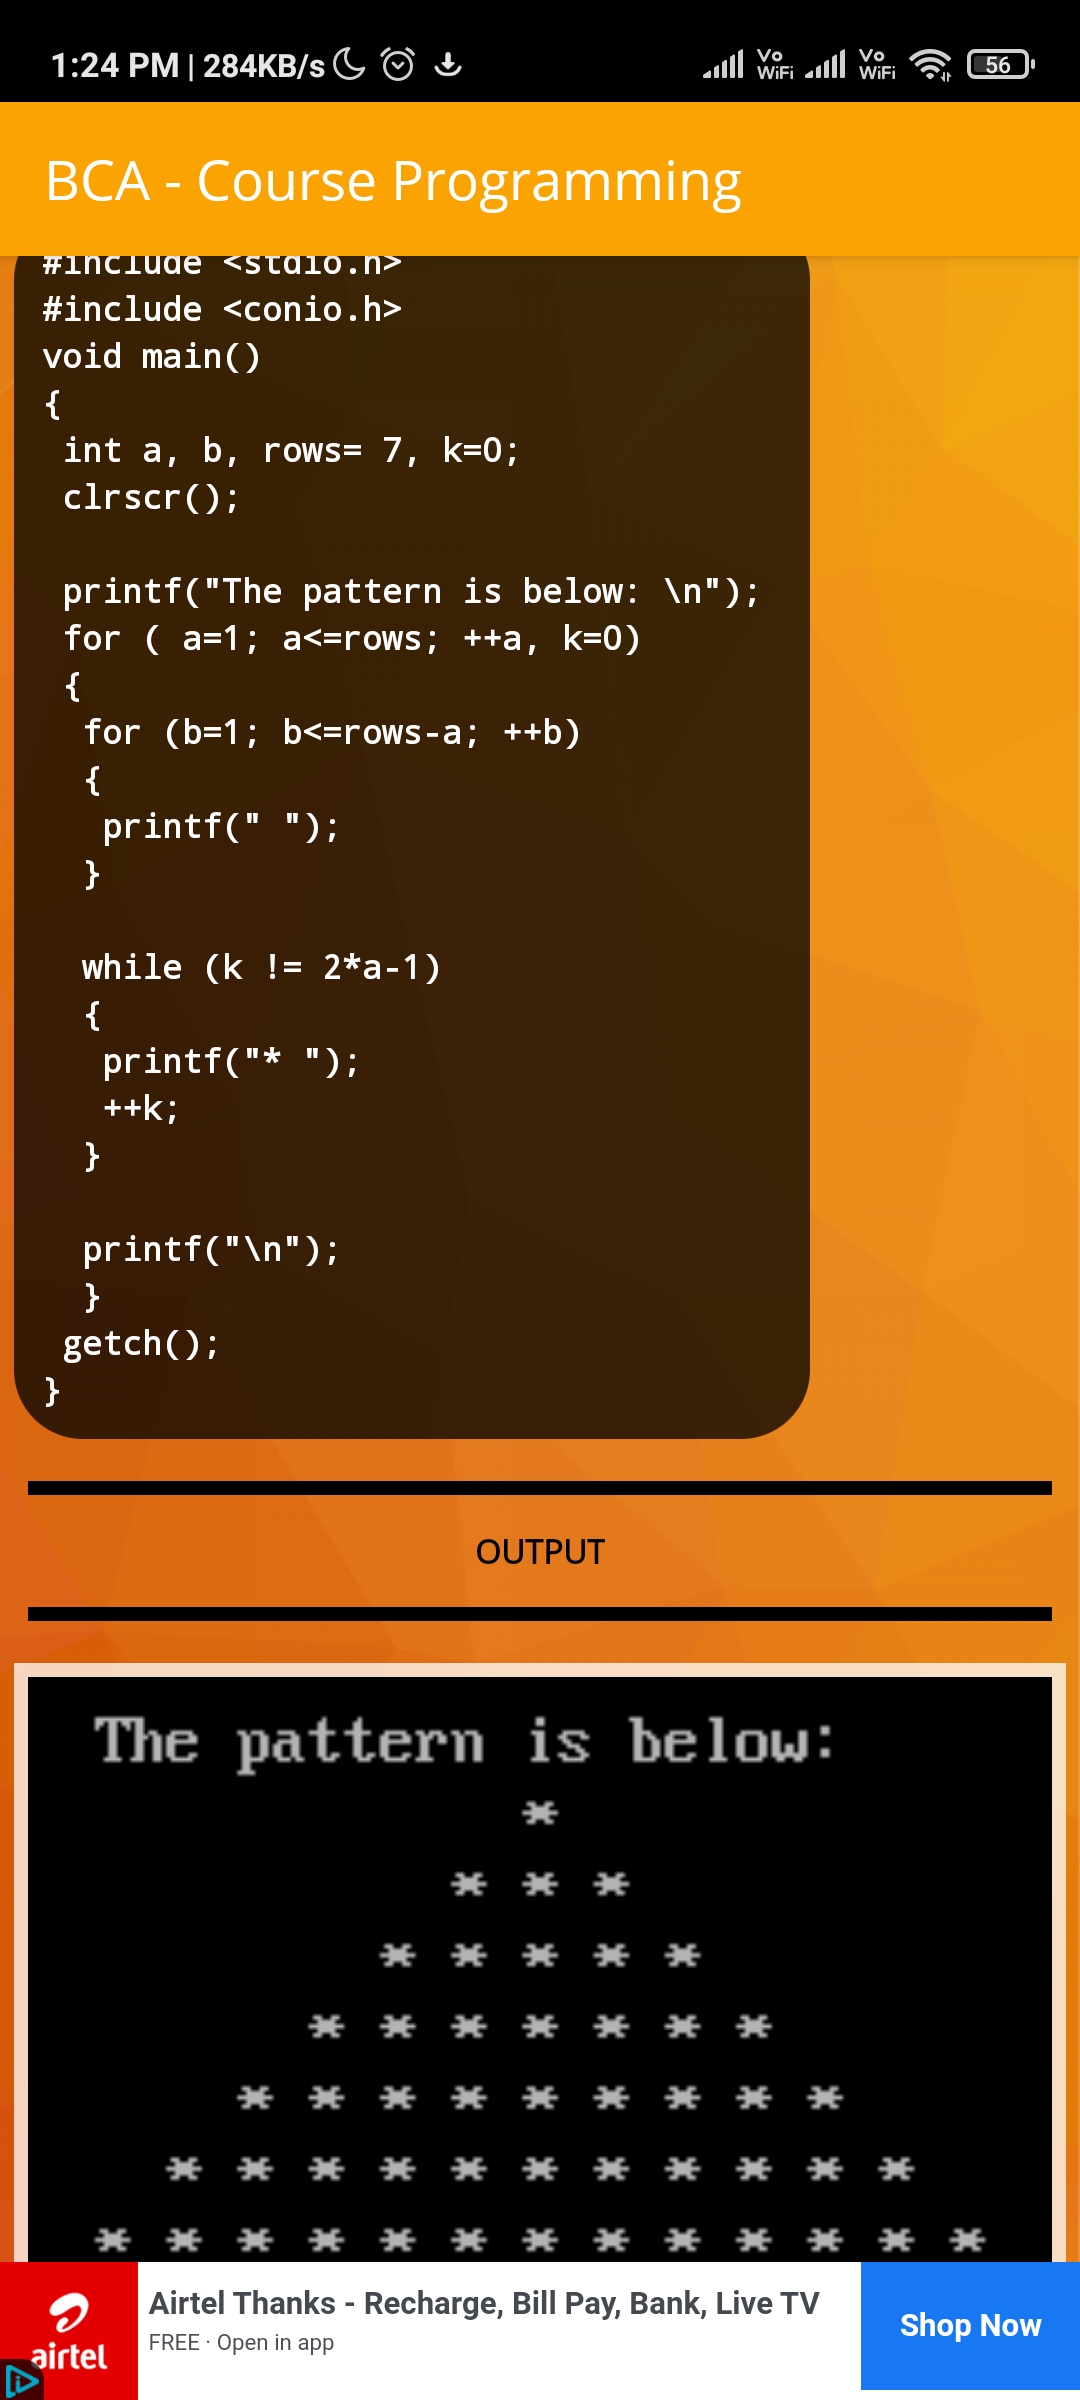 1:24 PM | 284KB/s Vo WiFi Vo WiFi 56
BCA - Course Programming
#include <stdio.h>
#include <conio.h>
void main()
{
int a, b, rows= 7, k=0;
clrscr();
printf("The pattern is below: \n");
for ( a=1; a<=rows; ++a, k=0)
{
for (b=1; b<=rows-a; ++b)
{
printf(" ");
}
while (k != 2*a-1)
{
printf("* ");
++k;
}
printf("\n");
}
getch();
}
OUTPUT
The pattern is below:
*
* * *
* * * * *
* * * * * * *
* * * * * * * * *
* * * * * * * * * * *
* * * * * * * * * * * * *
airtel
Airtel Thanks - Recharge, Bill Pay, Bank, Live TV
FREE · Open in app
Shop Now